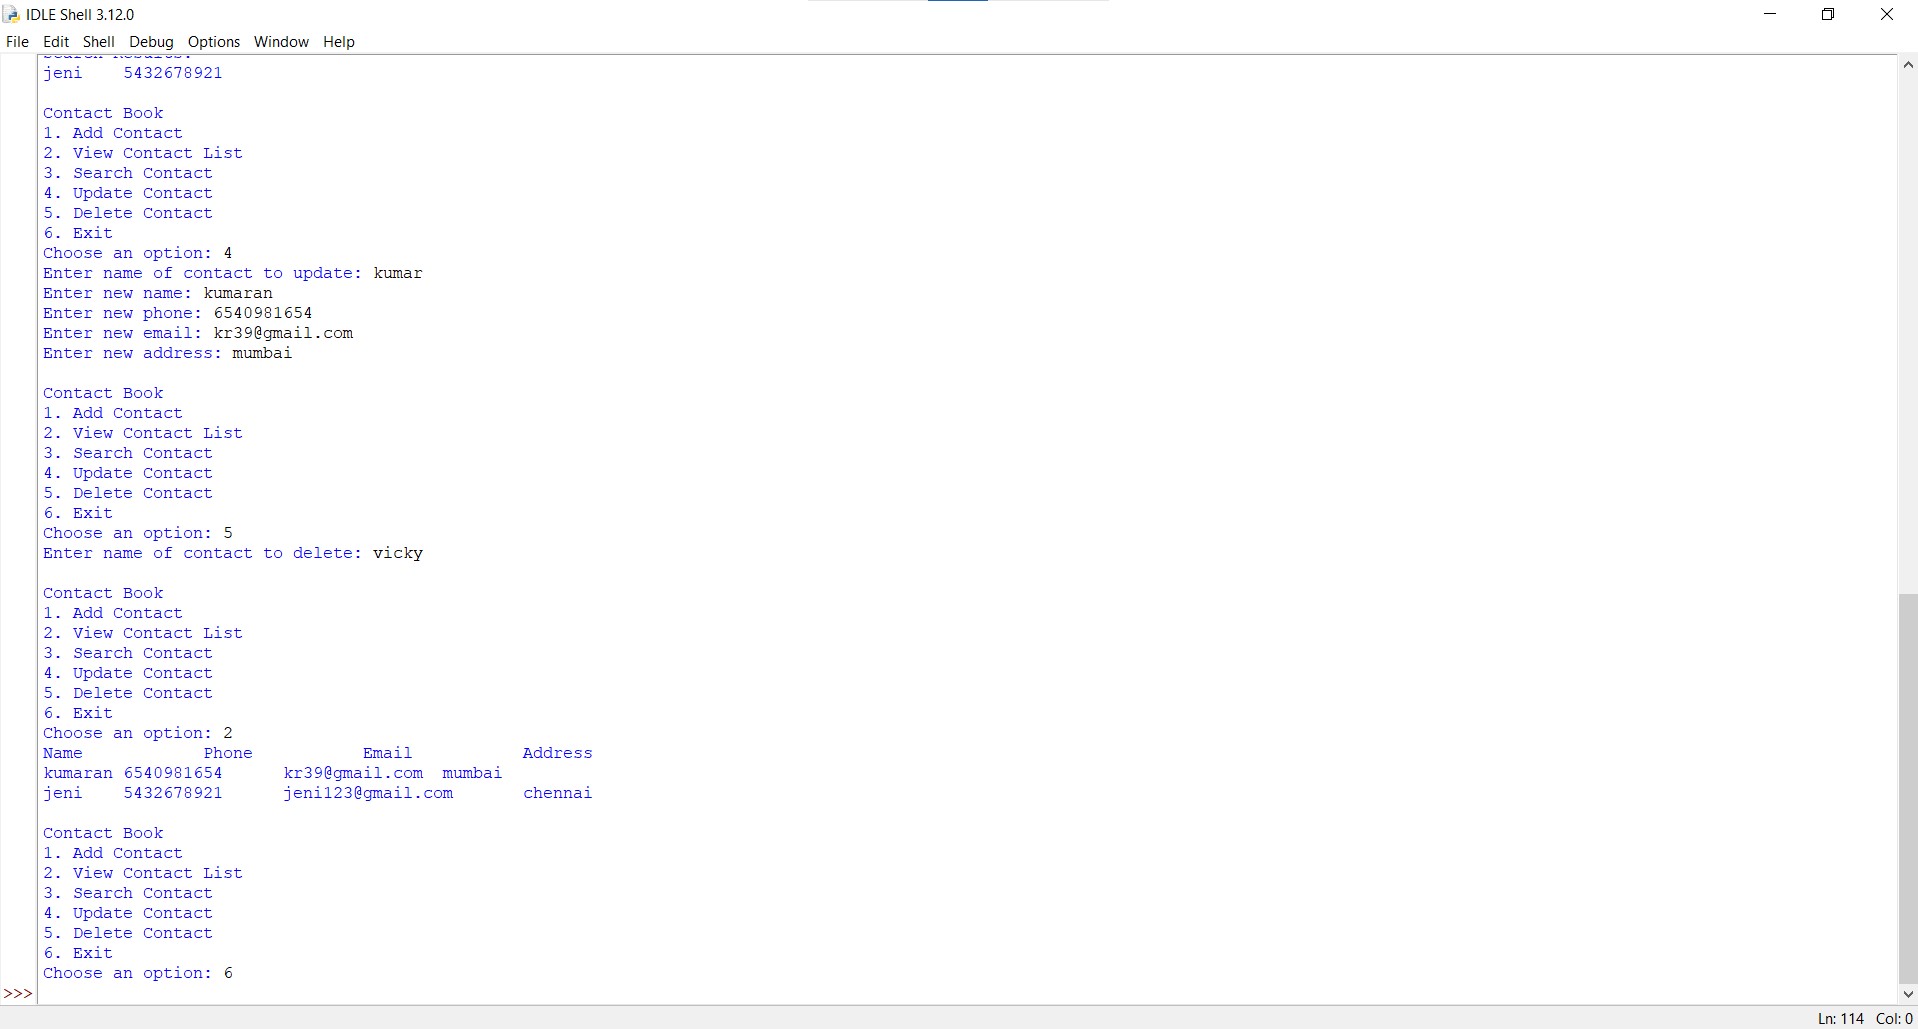 IDLE Shell 3.12.0
File Edit Shell Debug Options Window Help
jeni    5432678921
Contact Book
1. Add Contact
2. View Contact List
3. Search Contact
4. Update Contact
5. Delete Contact
6. Exit
Choose an option: 4
Enter name of contact to update: kumar
Enter new name: kumaran
Enter new phone: 6540981654
Enter new email: kr39@gmail.com
Enter new address: mumbai
Contact Book
1. Add Contact
2. View Contact List
3. Search Contact
4. Update Contact
5. Delete Contact
6. Exit
Choose an option: 5
Enter name of contact to delete: vicky
Contact Book
1. Add Contact
2. View Contact List
3. Search Contact
4. Update Contact
5. Delete Contact
6. Exit
Choose an option: 2
Name            Phone           Email           Address
kumaran 6540981654      kr39@gmail.com  mumbai
jeni    5432678921      jeni123@gmail.com       chennai
Contact Book
1. Add Contact
2. View Contact List
3. Search Contact
4. Update Contact
5. Delete Contact
6. Exit
Choose an option: 6
>>>
Ln: 114 Col: 0